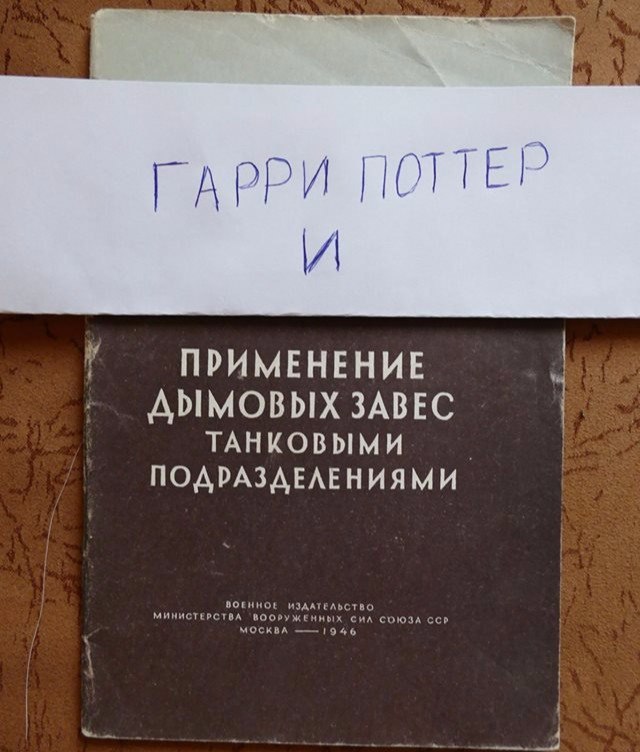 ГАРРИ ПОТТЕР
И
ПРИМЕНЕНИЕ
ДЫМОВЫХ ЗАВЕС
ТАНКОВЫМИ
ПОДРАЗДЕЛЕНИЯМИ
ВОЕННОЕ ИЗДАТЕЛЬСТВО
МИНИСТЕРСТВА ВООРУЖЕННЫХ СИЛ СОЮЗА ССР
МОСКВА — 1946